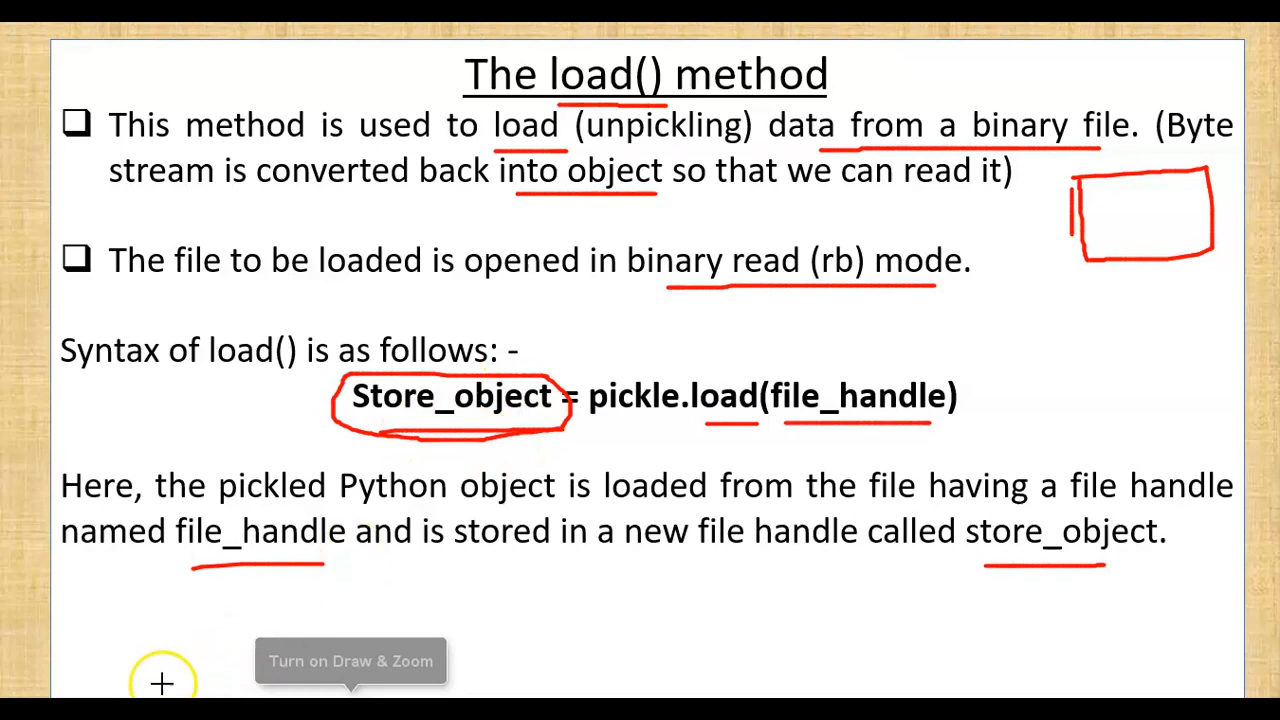 The load() method
This method is used to load (unpickling) data from a binary file. (Byte
stream is converted back into object so that we can read it)
The file to be loaded is opened in binary read (rb) mode.
Syntax of load() is as follows: -
Store_object = pickle.load(file_handle)
Here, the pickled Python object is loaded from the file having a file handle
named file_handle and is stored in a new file handle called store_object.
Turn on Draw & Zoom